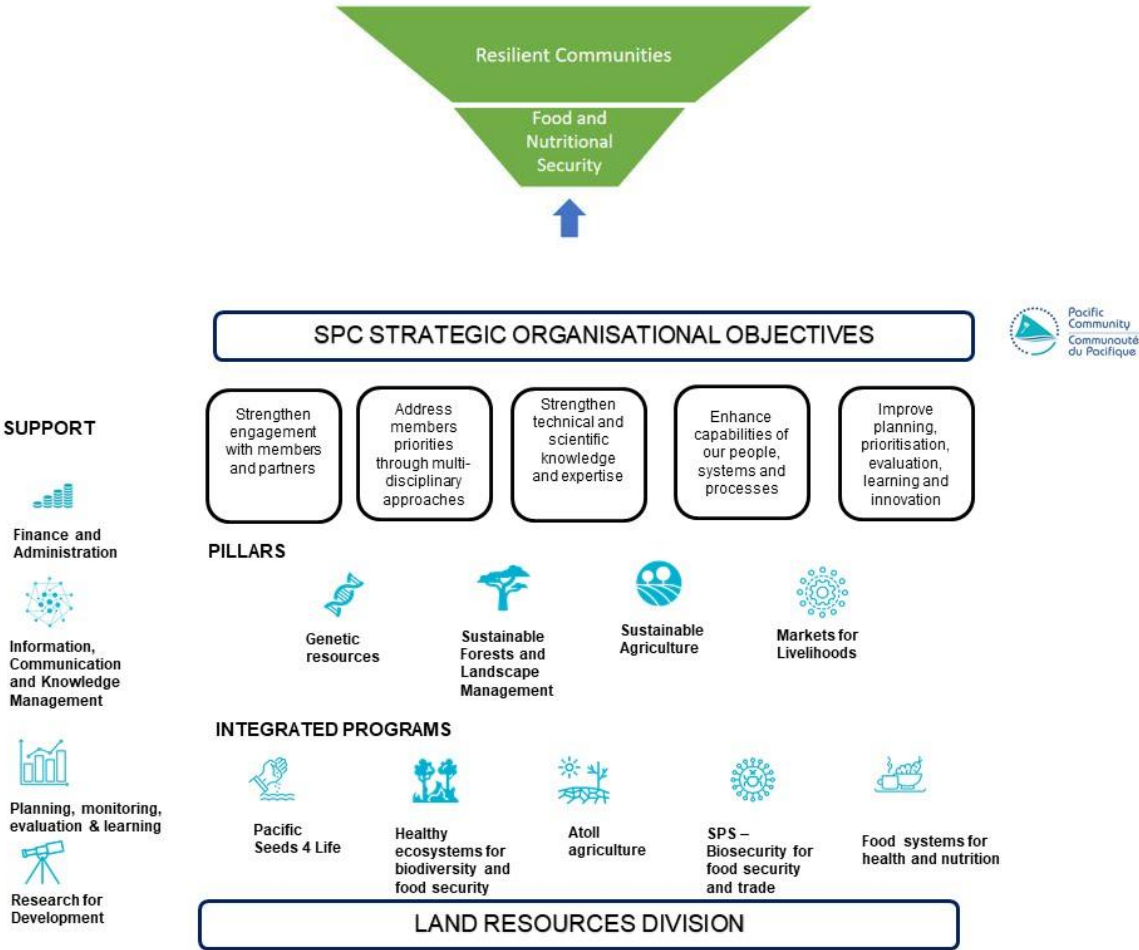 Resilient Communities
Food and
Nutritional
Security
SPC STRATEGIC ORGANISATIONAL OBJECTIVES
Pacific
Community
Communauté
du Pacifique
SUPPORT
Finance and
Administration
Information,
Communication
and Knowledge
Management
Planning, monitoring,
evaluation & learning
Research for
Development
Strengthen
engagement
with members
and partners
Address
members
priorities
through multi-
disciplinary
approaches
Strengthen
technical and
scientific
knowledge
and expertise
Enhance
capabilities of
our people,
systems and
processes
Improve
planning,
prioritisation,
evaluation,
learning and
innovation
PILLARS
Genetic
resources
Sustainable
Forests and
Landscape
Management
Sustainable
Agriculture
Markets for
Livelihoods
INTEGRATED PROGRAMS
Pacific
Seeds 4 Life
Healthy
ecosystems for
biodiversity and
food security
Atoll
agriculture
SPS –
Biosecurity for
food security
and trade
Food systems for
health and nutrition
LAND RESOURCES DIVISION